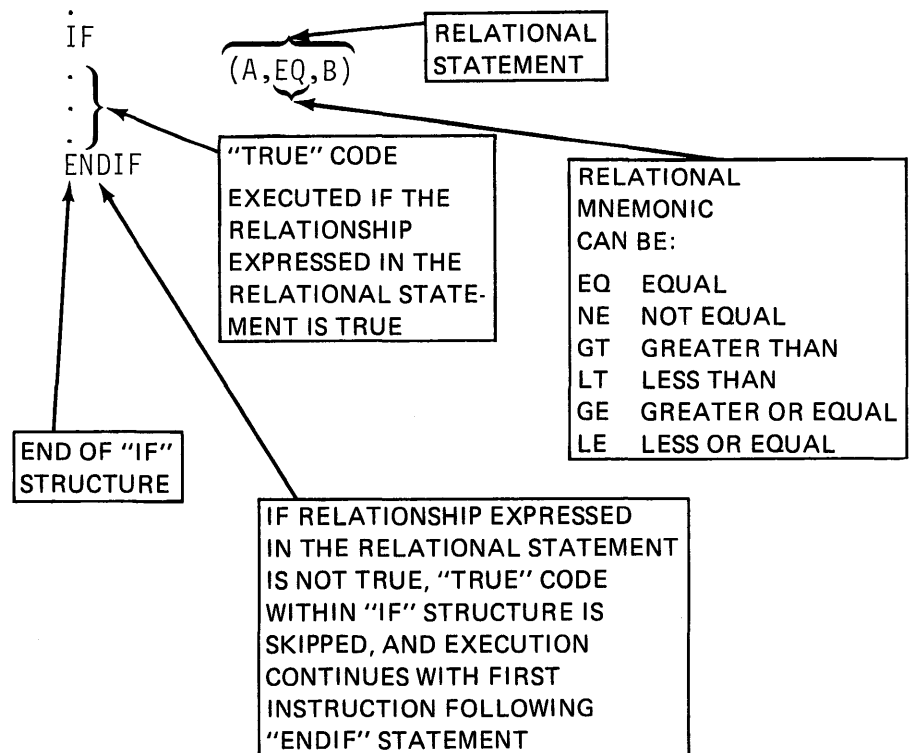 .
IF
(A,EQ,B)
RELATIONAL
STATEMENT
.
.
.
ENDIF
"TRUE" CODE
EXECUTED IF THE
RELATIONSHIP
EXPRESSED IN THE
RELATIONAL STATE-
MENT IS TRUE
RELATIONAL
MNEMONIC
CAN BE:
EQ EQUAL
NE NOT EQUAL
GT GREATER THAN
LT LESS THAN
GE GREATER OR EQUAL
LE LESS OR EQUAL
END OF "IF"
STRUCTURE
IF RELATIONSHIP EXPRESSED
IN THE RELATIONAL STATEMENT
IS NOT TRUE, "TRUE" CODE
WITHIN "IF" STRUCTURE IS
SKIPPED, AND EXECUTION
CONTINUES WITH FIRST
INSTRUCTION FOLLOWING
"ENDIF" STATEMENT